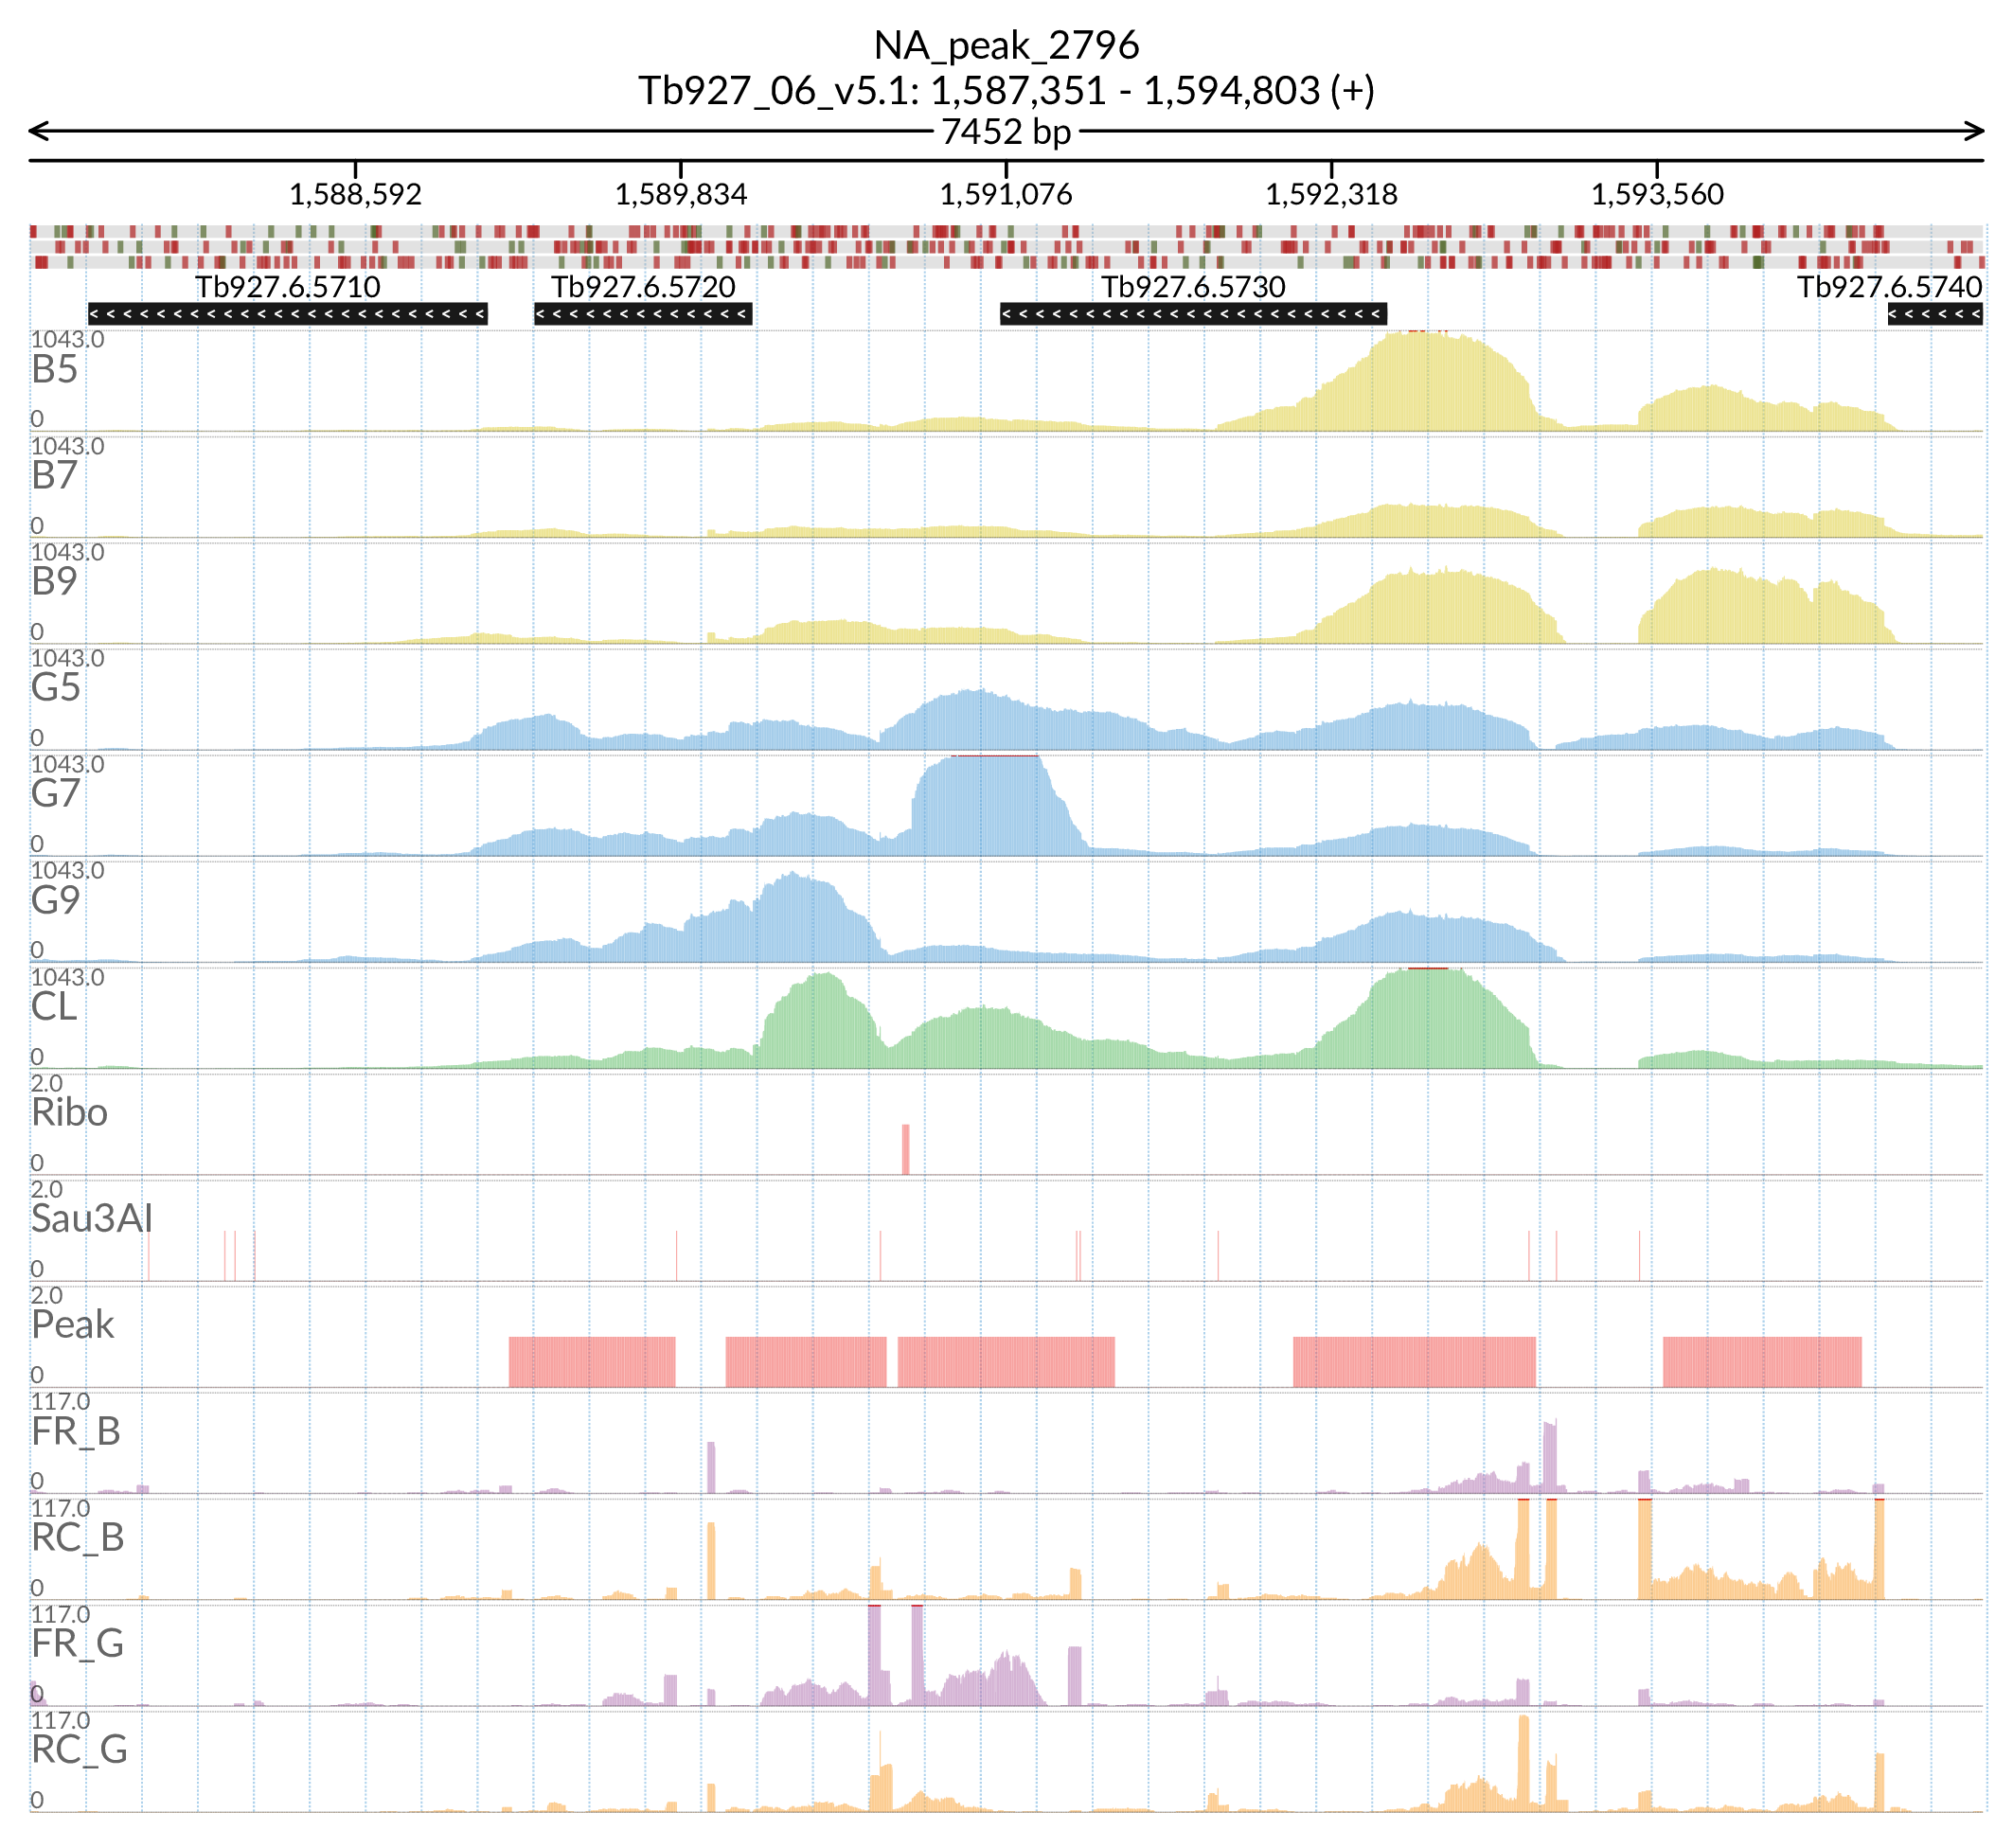 NA_peak_2796
Tb927_06_v5.1: 1,587,351 - 1,594,803 (+)
7452 bp
1,588,592 1,589,834 1,591,076 1,592,318 1,593,560
Tb927.6.5710 Tb927.6.5720 Tb927.6.5730 Tb927.6.5740
1043.0
B5
0
1043.0
B7
0
1043.0
B9
0
1043.0
G5
0
1043.0
G7
0
1043.0
G9
0
1043.0
CL
0
2.0
Ribo
0
2.0
Sau3AI
0
2.0
Peak
0
117.0
FR_B
0
117.0
RC_B
0
117.0
FR_G
0
117.0
RC_G
0